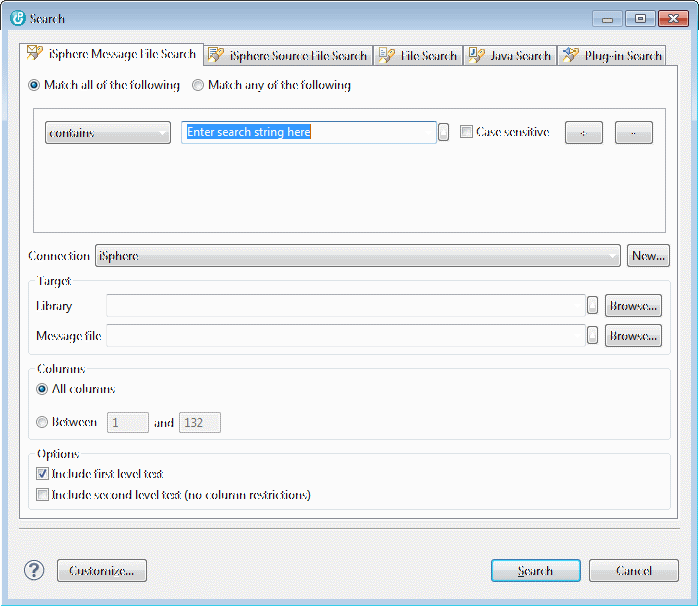 Search
iSphere Message File Search iSphere Source File Search File Search Java Search Plug-in Search
Match all of the following Match any of the following
contains Enter search string here Case sensitive + -
Connection iSphere New...
Target
Library Browse...
Message file Browse...
Columns
All columns
Between 1 and 132
Options
Include first level text
Include second level text (no column restrictions)
? Customize... Search Cancel